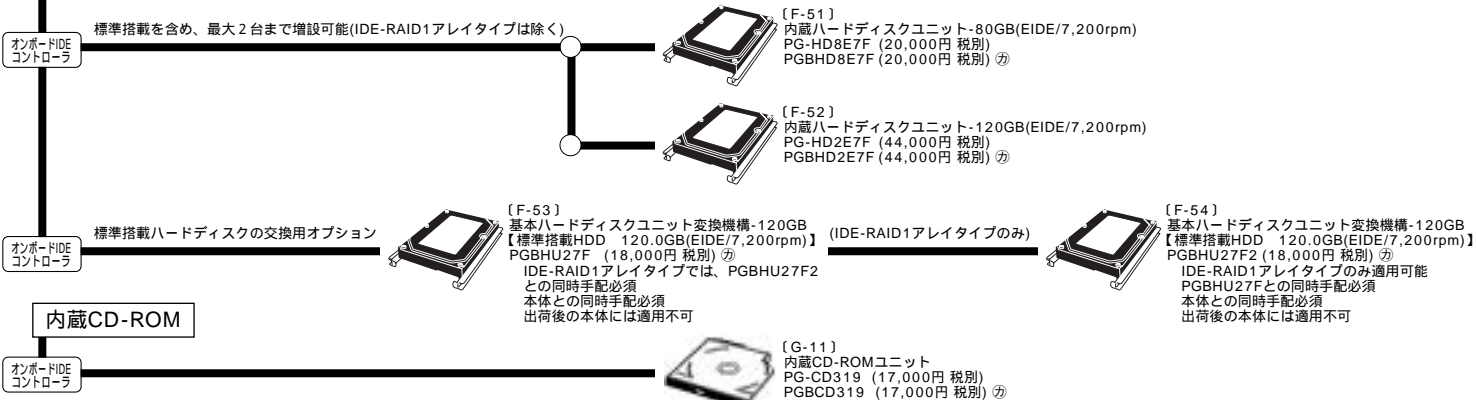 オンボードIDE
コントローラ
標準搭載を含め、最大２台まで増設可能(IDE-RAID1アレイタイプは除く)
〔F-51〕
内蔵ハードディスクユニット-80GB(EIDE/7,200rpm)
PG-HD8E7F (20,000円 税別)
PGBHD8E7F (20,000円 税別) ㋕
〔F-52〕
内蔵ハードディスクユニット-120GB(EIDE/7,200rpm)
PG-HD2E7F (44,000円 税別)
PGBHD2E7F (44,000円 税別) ㋕
オンボードIDE
コントローラ
標準搭載ハードディスクの交換用オプション
〔F-53〕
基本ハードディスクユニット変換機構-120GB
【標準搭載HDD　120.0GB(EIDE/7,200rpm)】
PGBHU27F (18,000円 税別) ㋕
IDE-RAID1アレイタイプでは、PGBHU27F2
との同時手配必須
本体との同時手配必須
出荷後の本体には適用不可
(IDE-RAID1アレイタイプのみ)
〔F-54〕
基本ハードディスクユニット変換機構-120GB
【標準搭載HDD　120.0GB(EIDE/7,200rpm)】
PGBHU27F2 (18,000円 税別) ㋕
IDE-RAID1アレイタイプのみ適用可能
PGBHU27Fとの同時手配必須
本体との同時手配必須
出荷後の本体には適用不可
内蔵CD-ROM
オンボードIDE
コントローラ
〔G-11〕
内蔵CD-ROMユニット
PG-CD319 (17,000円 税別)
PGBCD319 (17,000円 税別) ㋕